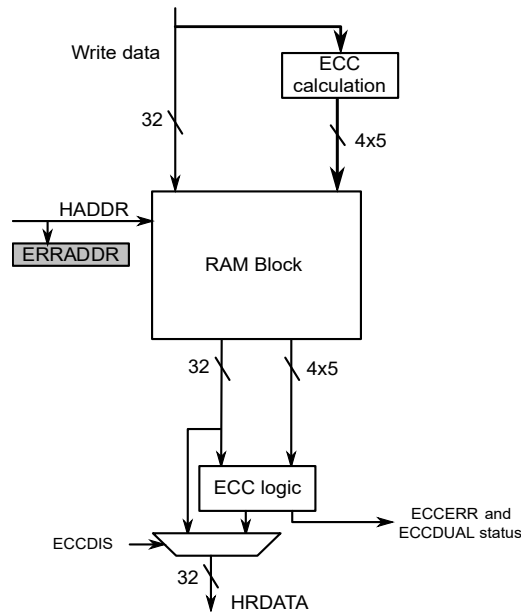 Write data
ECC
calculation
32
4x5
HADDR
ERRADDR
RAM Block
32
4x5
ECC logic
ECCERR and
ECCDUAL status
ECCDIS
32
HRDATA